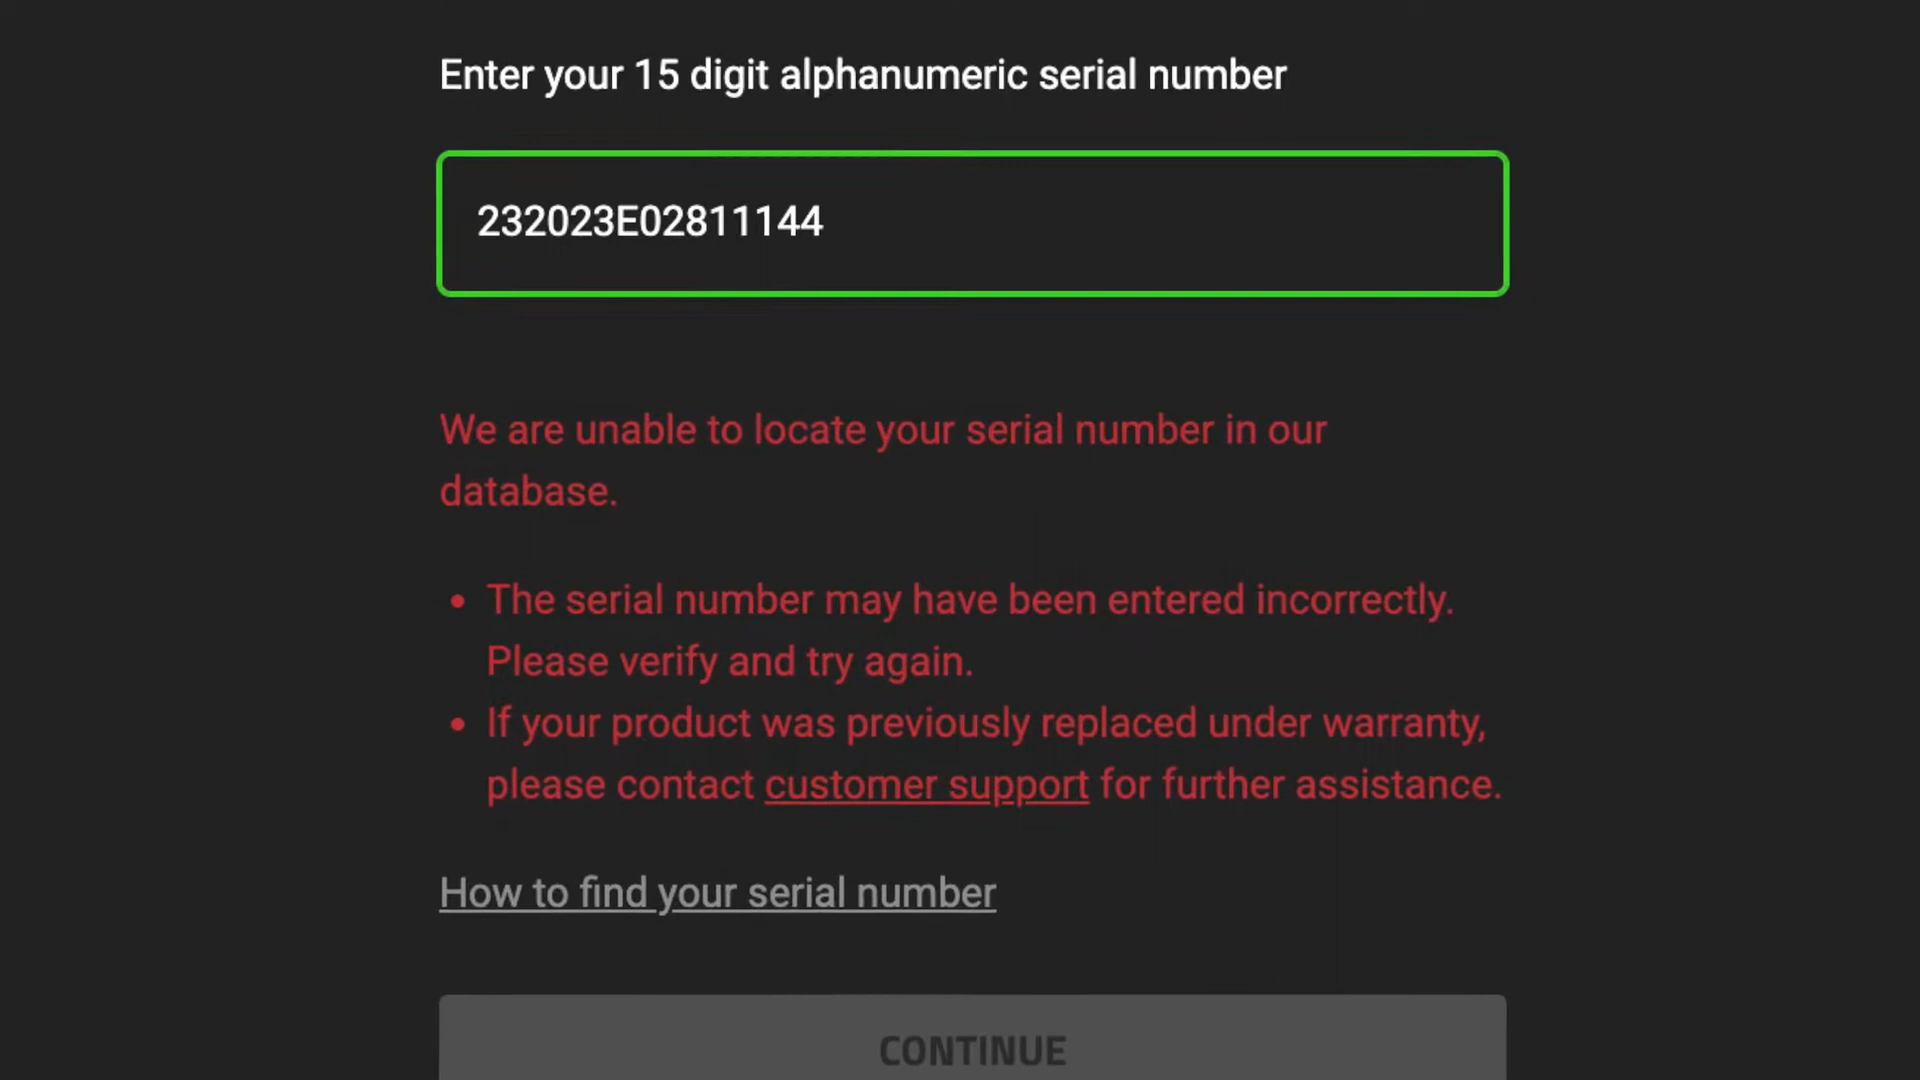 Enter your 15 digit alphanumeric serial number
232023E02811144
We are unable to locate your serial number in our
database.
• The serial number may have been entered incorrectly.
Please verify and try again.
• If your product was previously replaced under warranty,
please contact customer support for further assistance.
How to find your serial number
CONTINUE